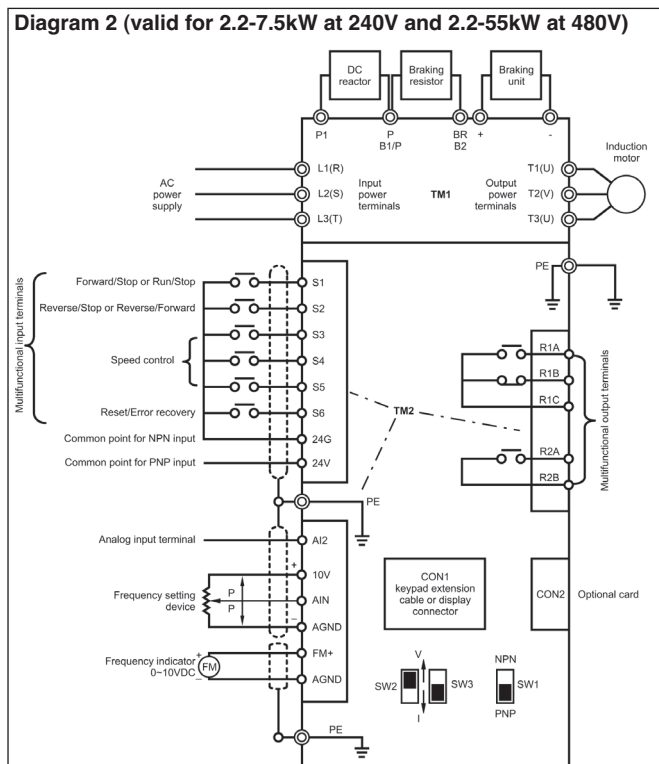 Diagram 2 (valid for 2.2-7.5kW at 240V and 2.2-55kW at 480V)
DC
reactor
Braking
resistor
Braking
unit
P1
P
B1/P
BR
B2
+
-
Induction
motor
AC
power
supply
L1(R)
L2(S)
L3(T)
Input
power
terminals
TM1
Output
power
terminals
T1(U)
T2(V)
T3(U)
PE
Multifunctional input terminals
Forward/Stop or Run/Stop
S1
Reverse/Stop or Reverse/Forward
S2
Speed control
S3
S4
S5
Reset/Error recovery
S6
Common point for NPN input
24G
Common point for PNP input
24V
TM2
R1A
R1B
R1C
R2A
R2B
Multifunctional output terminals
PE
Analog input terminal
AI2
Frequency setting
device
P
P
+
10V
AIN
–
AGND
Frequency indicator
0~10VDC
+
FM
–
FM+
AGND
CON1
keypad extension
cable or display
connector
CON2
Optional card
V
SW2
SW3
I
NPN
SW1
PNP
PE